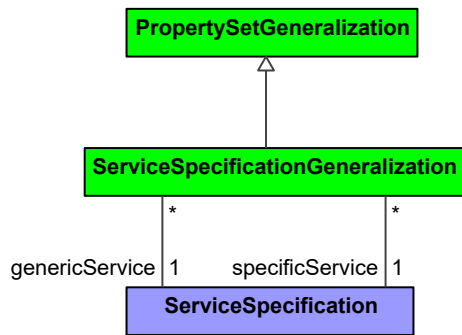 PropertySetGeneralization
ServiceSpecificationGeneralization
* *
genericService 1 specificService 1
ServiceSpecification